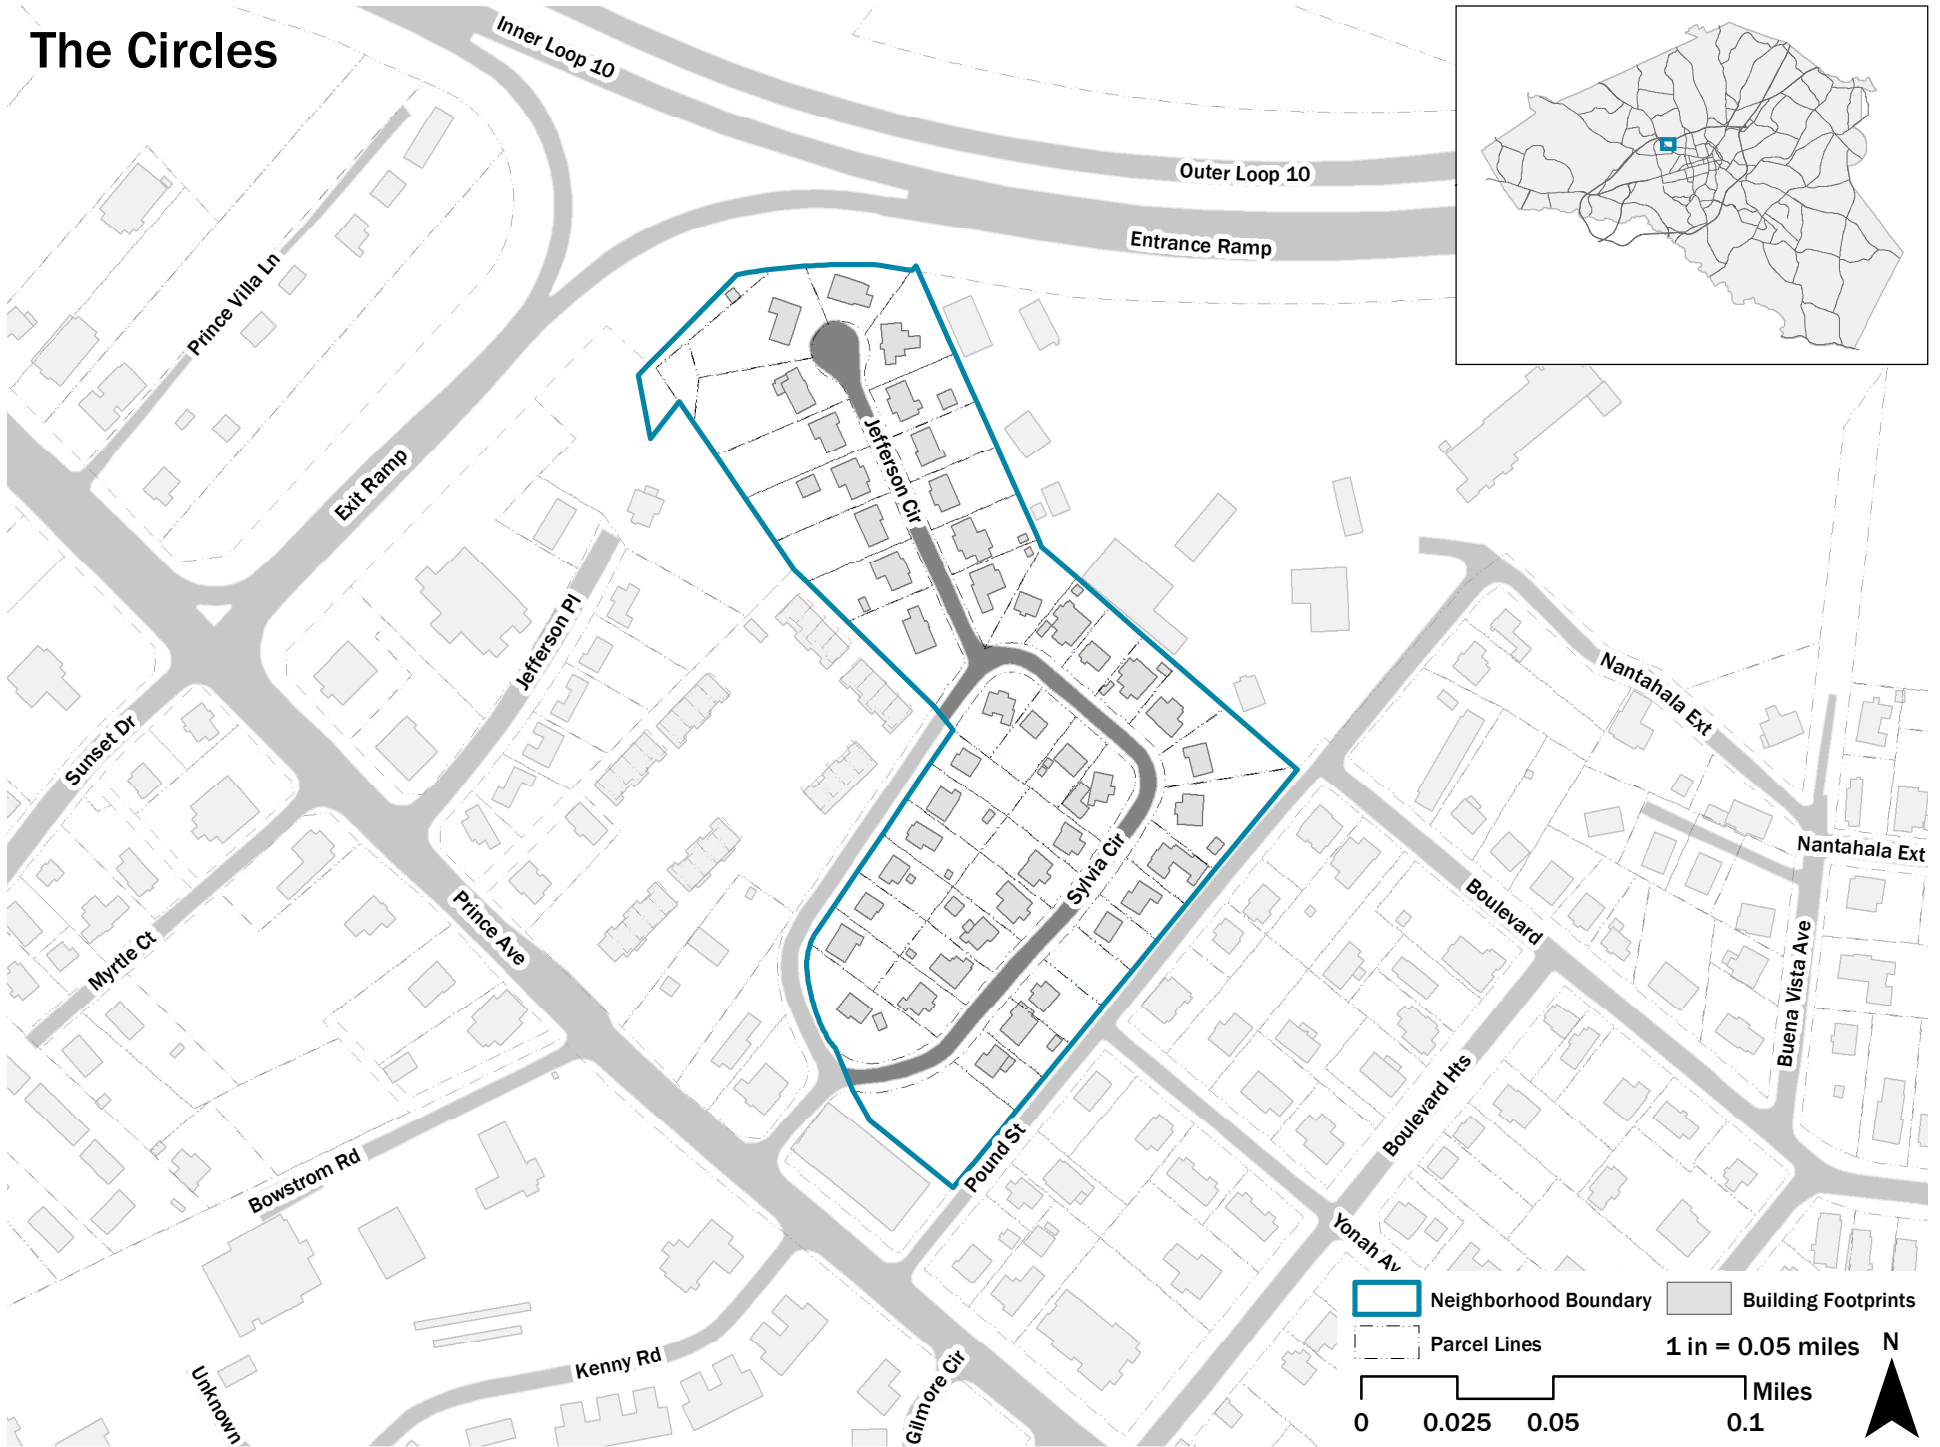 The Circles
Inner Loop 10
Outer Loop 10
Entrance Ramp
Prince Villa Ln
Exit Ramp
Jefferson Cir
Jefferson Pl
Sunset Dr
Nantahala Ext
Nantahala Ext
Sylvia Cir
Myrtle Ct
Prince Ave
Boulevard
Buena Vista Ave
Boulevard Hts
Bowstrom Rd
Pound St
Yonah Av
Kenny Rd
Unknown
Gilmore Cir
Neighborhood Boundary
Building Footprints
Parcel Lines
1 in = 0.05 miles
N
Miles
0 0.025 0.05 0.1